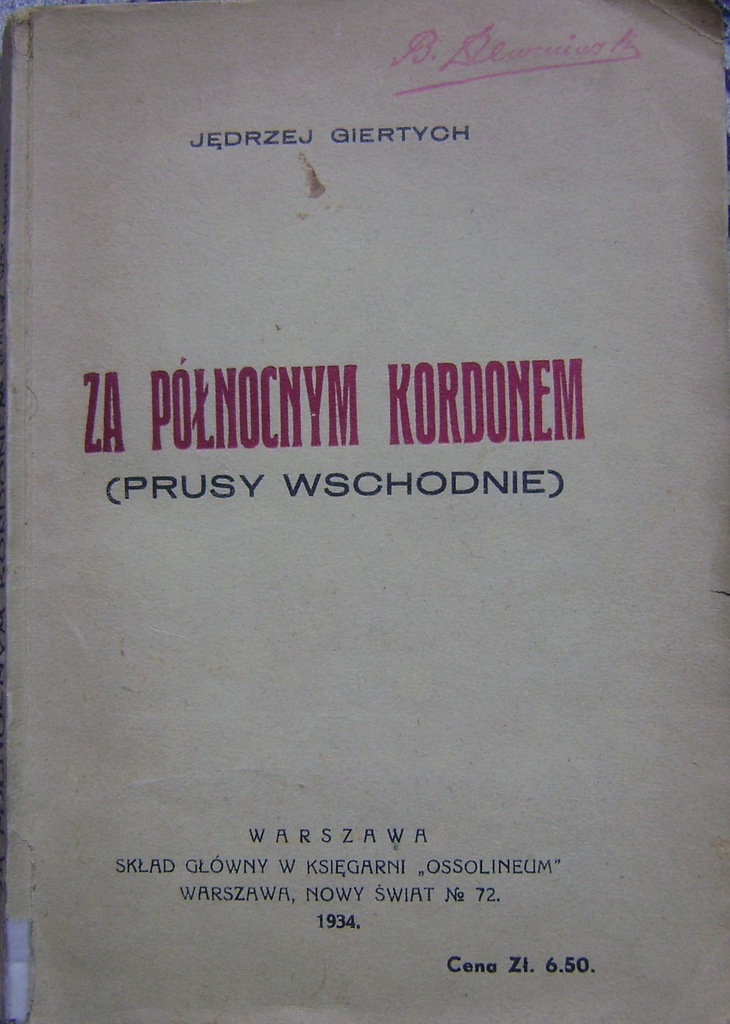 B.
JĘDRZEJ GIERTYCH
ZA PÓŁNOCNYM KORDONEM
(PRUSY WSCHODNIE)
WARSZAWA
SKŁAD GŁÓWNY W KSIĘGARNI „OSSOLINEUM”
WARSZAWA, NOWY ŚWIAT № 72.
1934.
Cena Zł. 6.50.